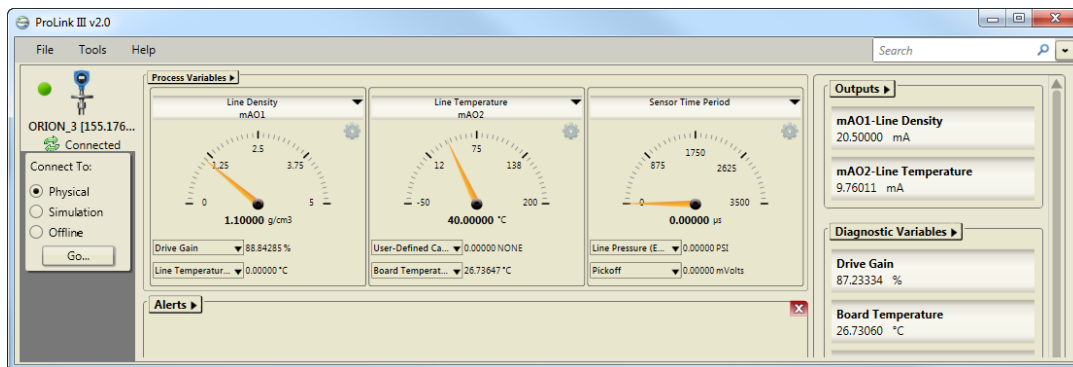 ProLink III v2.0
File Tools Help
Search
ORION_3 [155.176...
Connected
Connect To:
Physical
Simulation
Offline
Go...
Process Variables
Line Density
mAO1
0 1.25 2.5 3.75 5
1.10000 g/cm3
Drive Gain 88.84285 %
Line Temperatur... 0.00000 °C
Line Temperature
mAO2
-50 12 75 138 200
40.00000 °C
User-Defined Ca... 0.00000 NONE
Board Temperat... 26.73647 °C
Sensor Time Period
0 875 1750 2625 3500
0.00000 µs
Line Pressure (E... 0.00000 PSI
Pickoff 0.00000 mVolts
Alerts
Outputs
mAO1-Line Density
20.50000 mA
mAO2-Line Temperature
9.76011 mA
Diagnostic Variables
Drive Gain
87.23334 %
Board Temperature
26.73060 °C